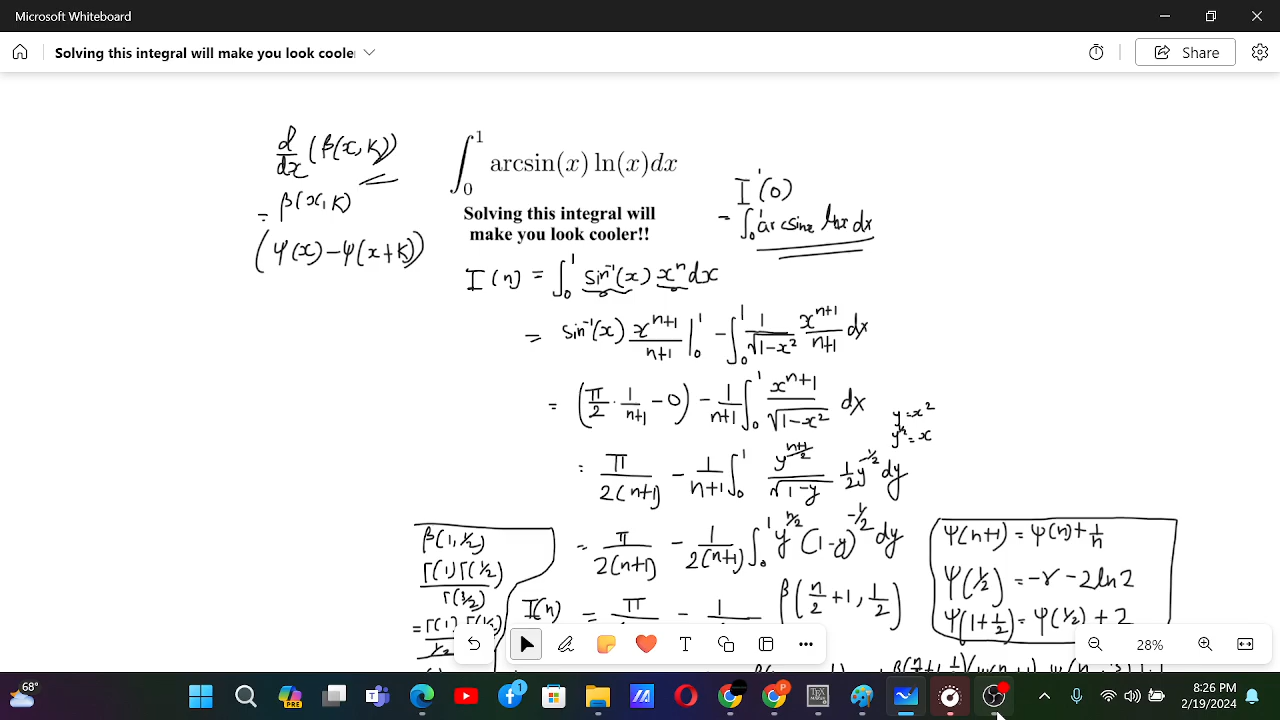 Microsoft Whiteboard
Solving this integral will make you look coole
Share
d/dx (β(x, K))
= β(x, K)
(Ψ(x) − Ψ(x+K))
∫₀¹ arcsin(x) ln(x)dx
Solving this integral will
make you look cooler!!
I'(0)
= ∫₀¹ arcsinx lnx dx
I(n) = ∫₀¹ sin⁻¹(x) xⁿ dx
= sin⁻¹(x) xⁿ⁺¹/n+1 |₀¹ − ∫₀¹ 1/√1−x² xⁿ⁺¹/n+1 dx
= (π/2 · 1/n+1 − 0) − 1/n+1 ∫₀¹ xⁿ⁺¹/√1−x² dx
y = x²
y^½ = x
= π/2(n+1) − 1/n+1 ∫₀¹ y^(n+1/2)/√1−y ½ y^(−1/2) dy
= π/2(n+1) − 1/2(n+1) ∫₀¹ y^(n/2) (1−y)^(−1/2) dy
I(n) = π − 1 β(n/2 + 1, 1/2)
β(1, 1/2)
Γ(1) Γ(1/2)
Γ(3/2)
Ψ(n+1) = Ψ(n) + 1/n
Ψ(1/2) = −γ − 2ln2
Ψ(1 + 1/2) = Ψ(1/2) + 2
28%
68°
PRE
8:26 PM
2/19/2024